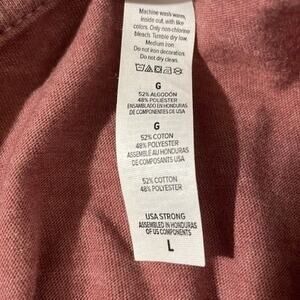 Machine wash warm,
inside out, with like
colors. Only non-chlorine
bleach. Tumble dry low.
Medium iron.
Do not iron decoration.
Do not dry clean.
G
52% ALGODÓN
48% POLIÉSTER
ENSAMBLADO EN HONDURAS
DE COMPONENTES DE USA
G
52% COTON
48% POLYESTER
ASSEMBLÉ AU HONDURAS
DE COMPOSANTS USA
52% COTTON
48% POLYESTER
USA STRONG
ASSEMBLED IN HONDURAS
OF US COMPONENTS
L